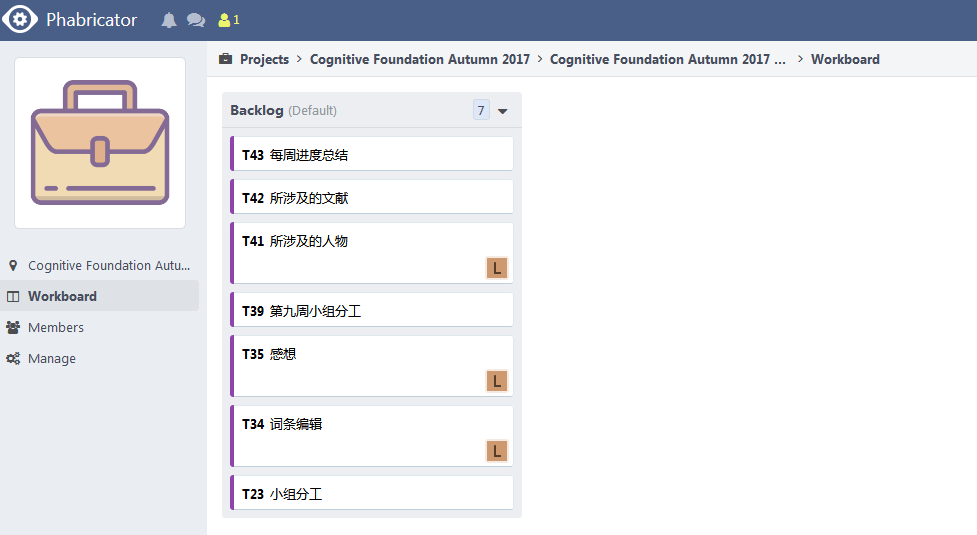 Phabricator
1
Projects > Cognitive Foundation Autumn 2017 > Cognitive Foundation Autumn 2017 ... > Workboard
Cognitive Foundation Autu...
Workboard
Members
Manage
Backlog (Default) 7
T43 每周进度总结
T42 所涉及的文献
T41 所涉及的人物
L
T39 第九周小组分工
T35 感想
L
T34 词条编辑
L
T23 小组分工